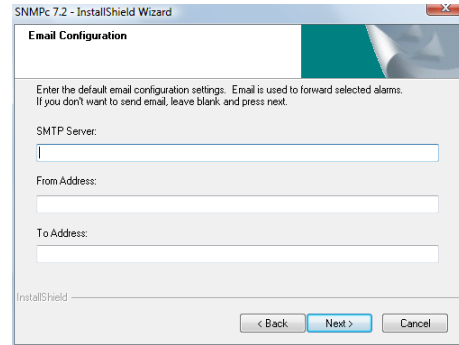 SNMPc 7.2 - InstallShield Wizard
Email Configuration
Enter the default email configuration settings. Email is used to forward selected alarms.
If you don't want to send email, leave blank and press next.
SMTP Server:
From Address:
To Address:
InstallShield
< Back
Next >
Cancel